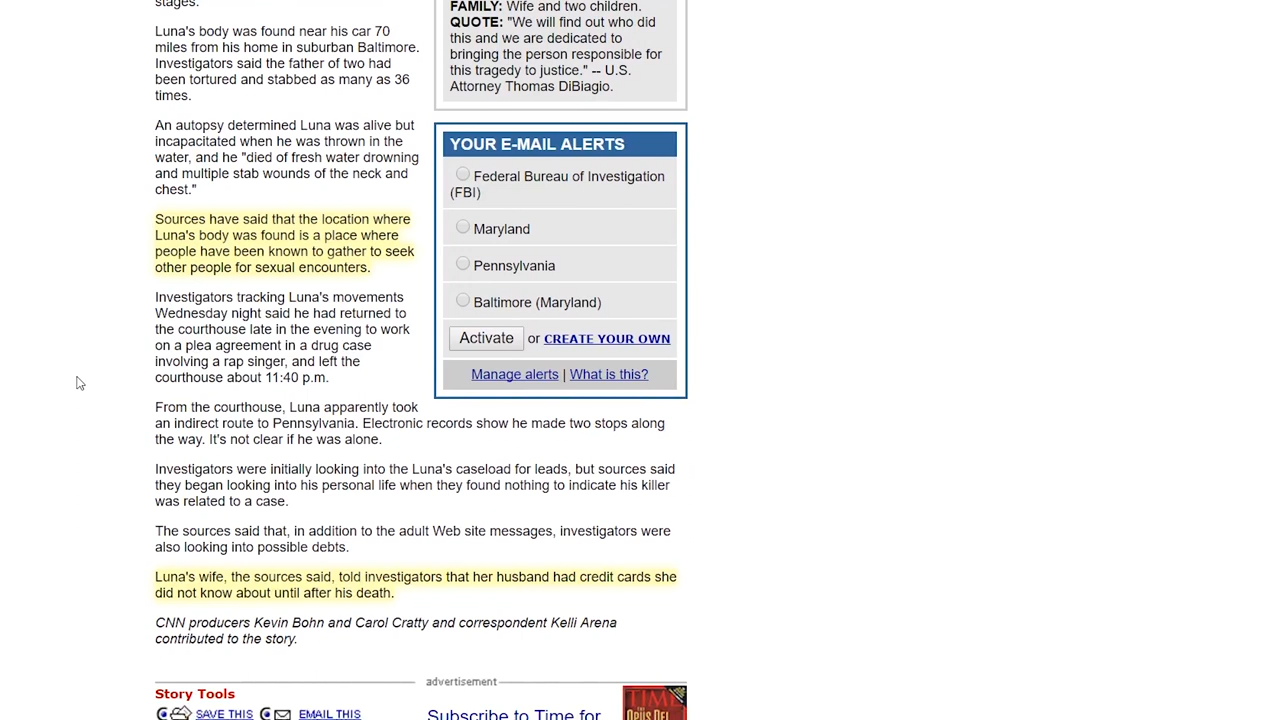 stages.
Luna's body was found near his car 70
miles from his home in suburban Baltimore.
Investigators said the father of two had
been tortured and stabbed as many as 36
times.
An autopsy determined Luna was alive but
incapacitated when he was thrown in the
water, and he "died of fresh water drowning
and multiple stab wounds of the neck and
chest."
Sources have said that the location where
Luna's body was found is a place where
people have been known to gather to seek
other people for sexual encounters.
Investigators tracking Luna's movements
Wednesday night said he had returned to
the courthouse late in the evening to work
on a plea agreement in a drug case
involving a rap singer, and left the
courthouse about 11:40 p.m.
From the courthouse, Luna apparently took
an indirect route to Pennsylvania. Electronic records show he made two stops along
the way. It's not clear if he was alone.
Investigators were initially looking into the Luna's caseload for leads, but sources said
they began looking into his personal life when they found nothing to indicate his killer
was related to a case.
The sources said that, in addition to the adult Web site messages, investigators were
also looking into possible debts.
Luna's wife, the sources said, told investigators that her husband had credit cards she
did not know about until after his death.
CNN producers Kevin Bohn and Carol Cratty and correspondent Kelli Arena
contributed to the story.
FAMILY: Wife and two children.
QUOTE: "We will find out who did
this and we are dedicated to
bringing the person responsible for
this tragedy to justice." -- U.S.
Attorney Thomas DiBiagio.
YOUR E-MAIL ALERTS
Federal Bureau of Investigation
(FBI)
Maryland
Pennsylvania
Baltimore (Maryland)
Activate or CREATE YOUR OWN
Manage alerts | What is this?
advertisement
Story Tools
SAVE THIS EMAIL THIS
Subscribe to Time for
TIME